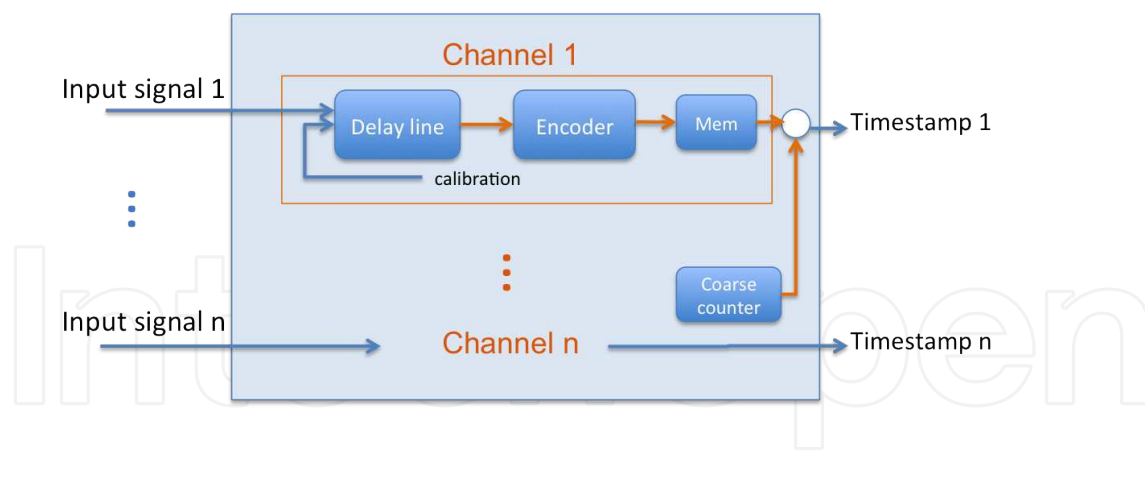 Channel 1
Input signal 1
Delay line
Encoder
Mem
Timestamp 1
calibration
Coarse
counter
Input signal n
Channel n
Timestamp n